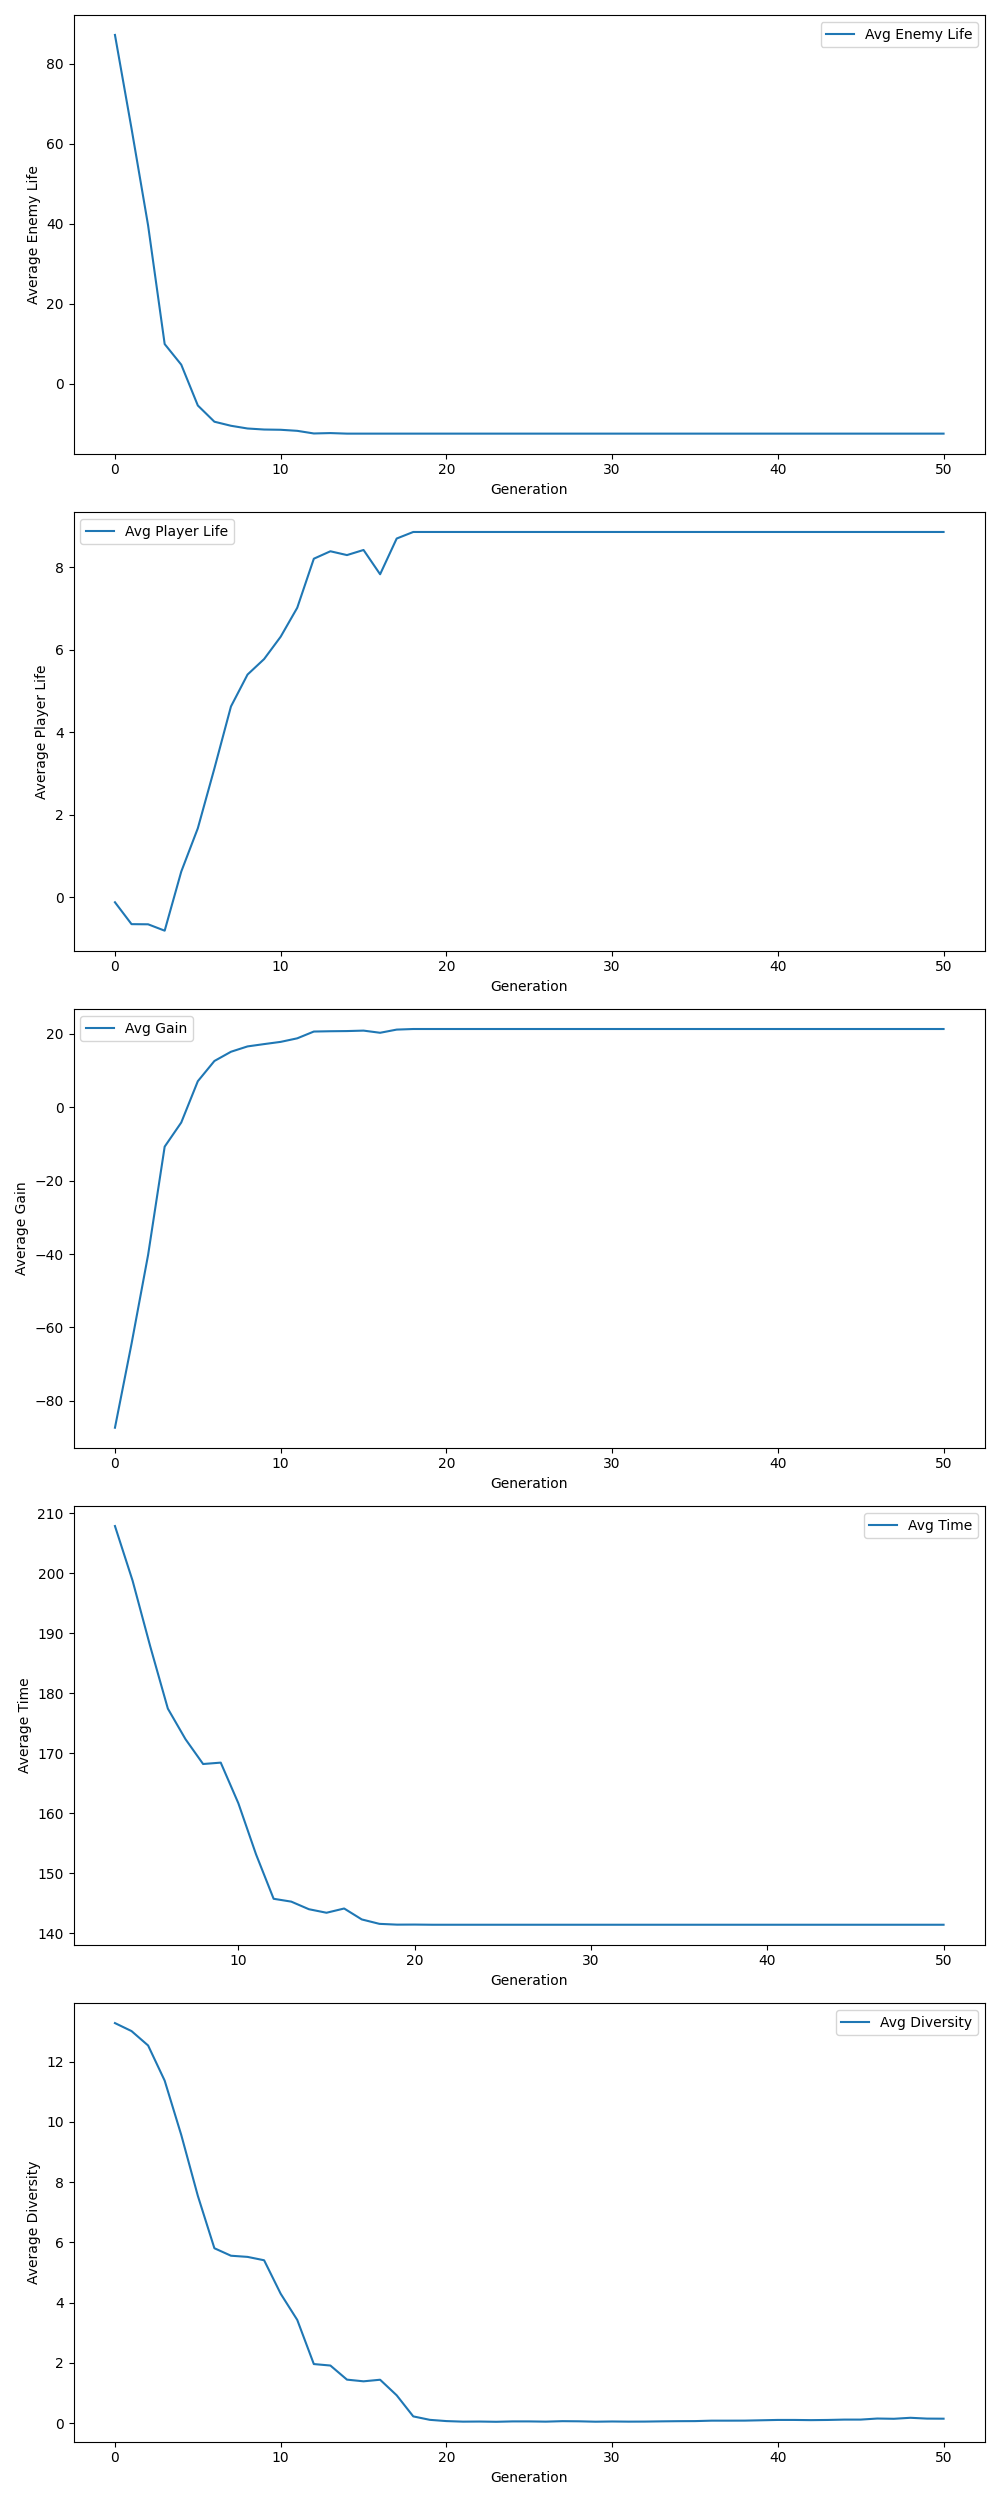 Avg Enemy Life
Average Enemy Life
80
60
40
20
0
0 10 20 30 40 50
Generation
Avg Player Life
Average Player Life
8
6
4
2
0
0 10 20 30 40 50
Generation
Avg Gain
Average Gain
20
0
−20
−40
−60
−80
0 10 20 30 40 50
Generation
Avg Time
Average Time
210
200
190
180
170
160
150
140
10 20 30 40 50
Generation
Avg Diversity
Average Diversity
12
10
8
6
4
2
0
0 10 20 30 40 50
Generation